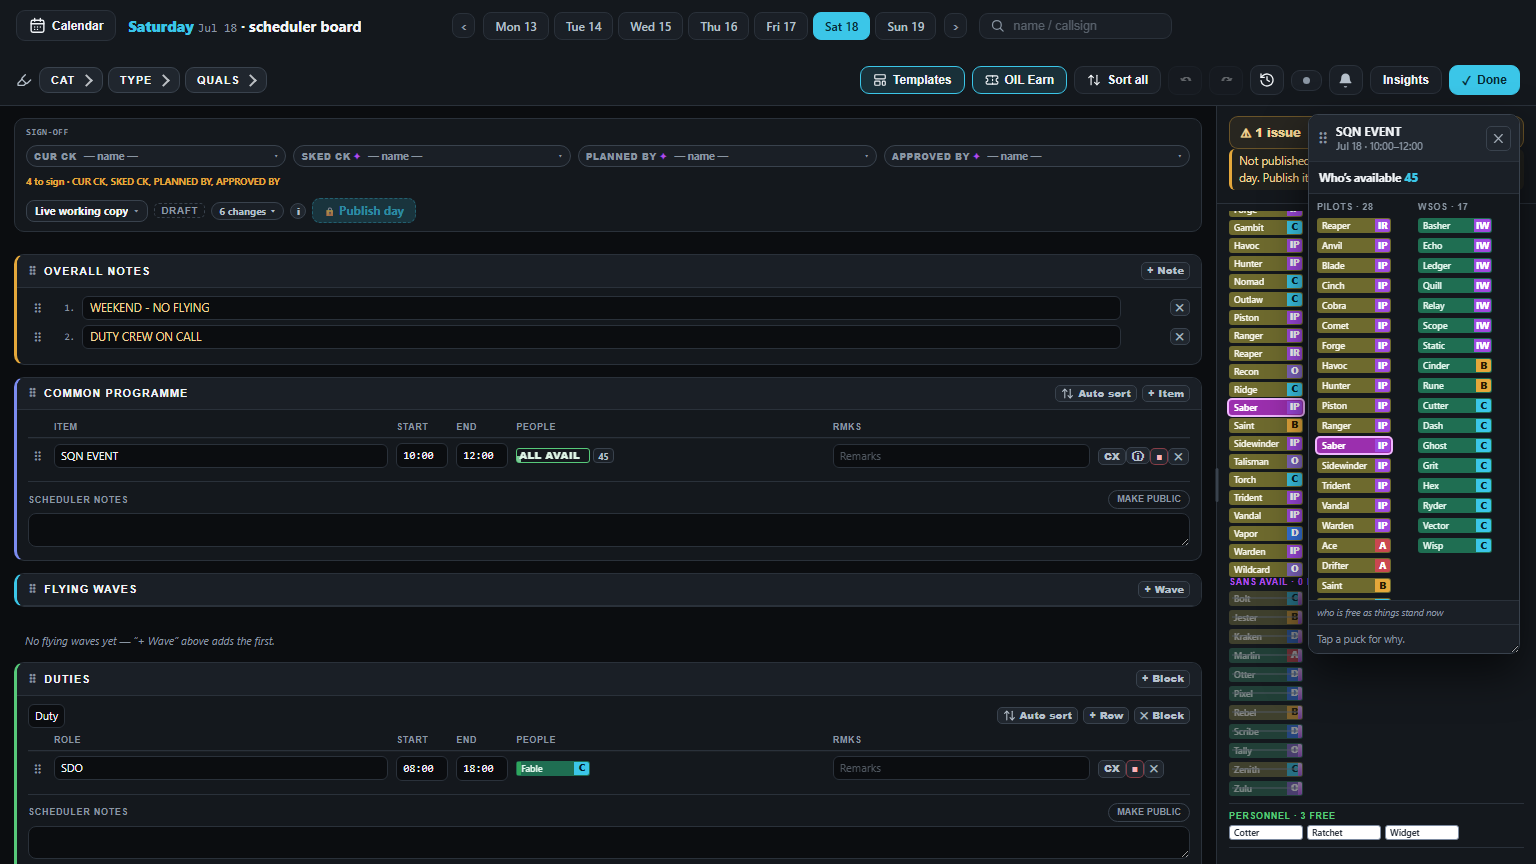 Calendar
Saturday Jul 18 · scheduler board
‹ Mon 13 Tue 14 Wed 15 Thu 16 Fri 17 Sat 18 Sun 19 ›
name / callsign
CAT TYPE QUALS
Templates OIL Earn Sort all Insights ✓ Done
SIGN-OFF
CUR CK — name — SKED CK ✦ — name — PLANNED BY ✦ — name — APPROVED BY ✦ — name —
4 to sign · CUR CK, SKED CK, PLANNED BY, APPROVED BY
Live working copy DRAFT 6 changes i Publish day
OVERALL NOTES + Note
1. WEEKEND - NO FLYING
2. DUTY CREW ON CALL
COMMON PROGRAMME Auto sort + Item
ITEM START END PEOPLE RMKS
SQN EVENT 10:00 12:00 ALL AVAIL 45 Remarks CX
SCHEDULER NOTES MAKE PUBLIC
FLYING WAVES + Wave
No flying waves yet — "+ Wave" above adds the first.
DUTIES + Block
Duty Auto sort + Row ✕ Block
ROLE START END PEOPLE RMKS
SDO 08:00 18:00 Fable C Remarks CX
SCHEDULER NOTES MAKE PUBLIC
⚠ 1 issue
Not published
day. Publish it
Forge IP
Gambit C
Havoc IP
Hunter IP
Nomad C
Outlaw C
Piston IP
Ranger IP
Reaper IR
Recon O
Ridge C
Saber IP
Saint B
Sidewinder IP
Talisman O
Torch C
Trident IP
Vandal IP
Vapor D
Warden IP
Wildcard O
SANS AVAIL · 0
Bolt C
Jester B
Kraken D
Marlin A
Otter D
Pixel D
Rebel B
Scribe D
Tally O
Zenith C
Zulu O
PERSONNEL · 3 FREE
Cotter Ratchet Widget
SQN EVENT
Jul 18 · 10:00–12:00
Who's available 45
PILOTS · 28
Reaper IR
Anvil IP
Blade IP
Cinch IP
Cobra IP
Comet IP
Forge IP
Havoc IP
Hunter IP
Piston IP
Ranger IP
Saber IP
Sidewinder IP
Trident IP
Vandal IP
Warden IP
Ace A
Drifter A
Saint B
WSOS · 17
Basher IW
Echo IW
Ledger IW
Quill IW
Relay IW
Scope IW
Static IW
Cinder B
Rune B
Cutter C
Dash C
Ghost C
Grit C
Hex C
Ryder C
Vector C
Wisp C
who is free as things stand now
Tap a puck for why.